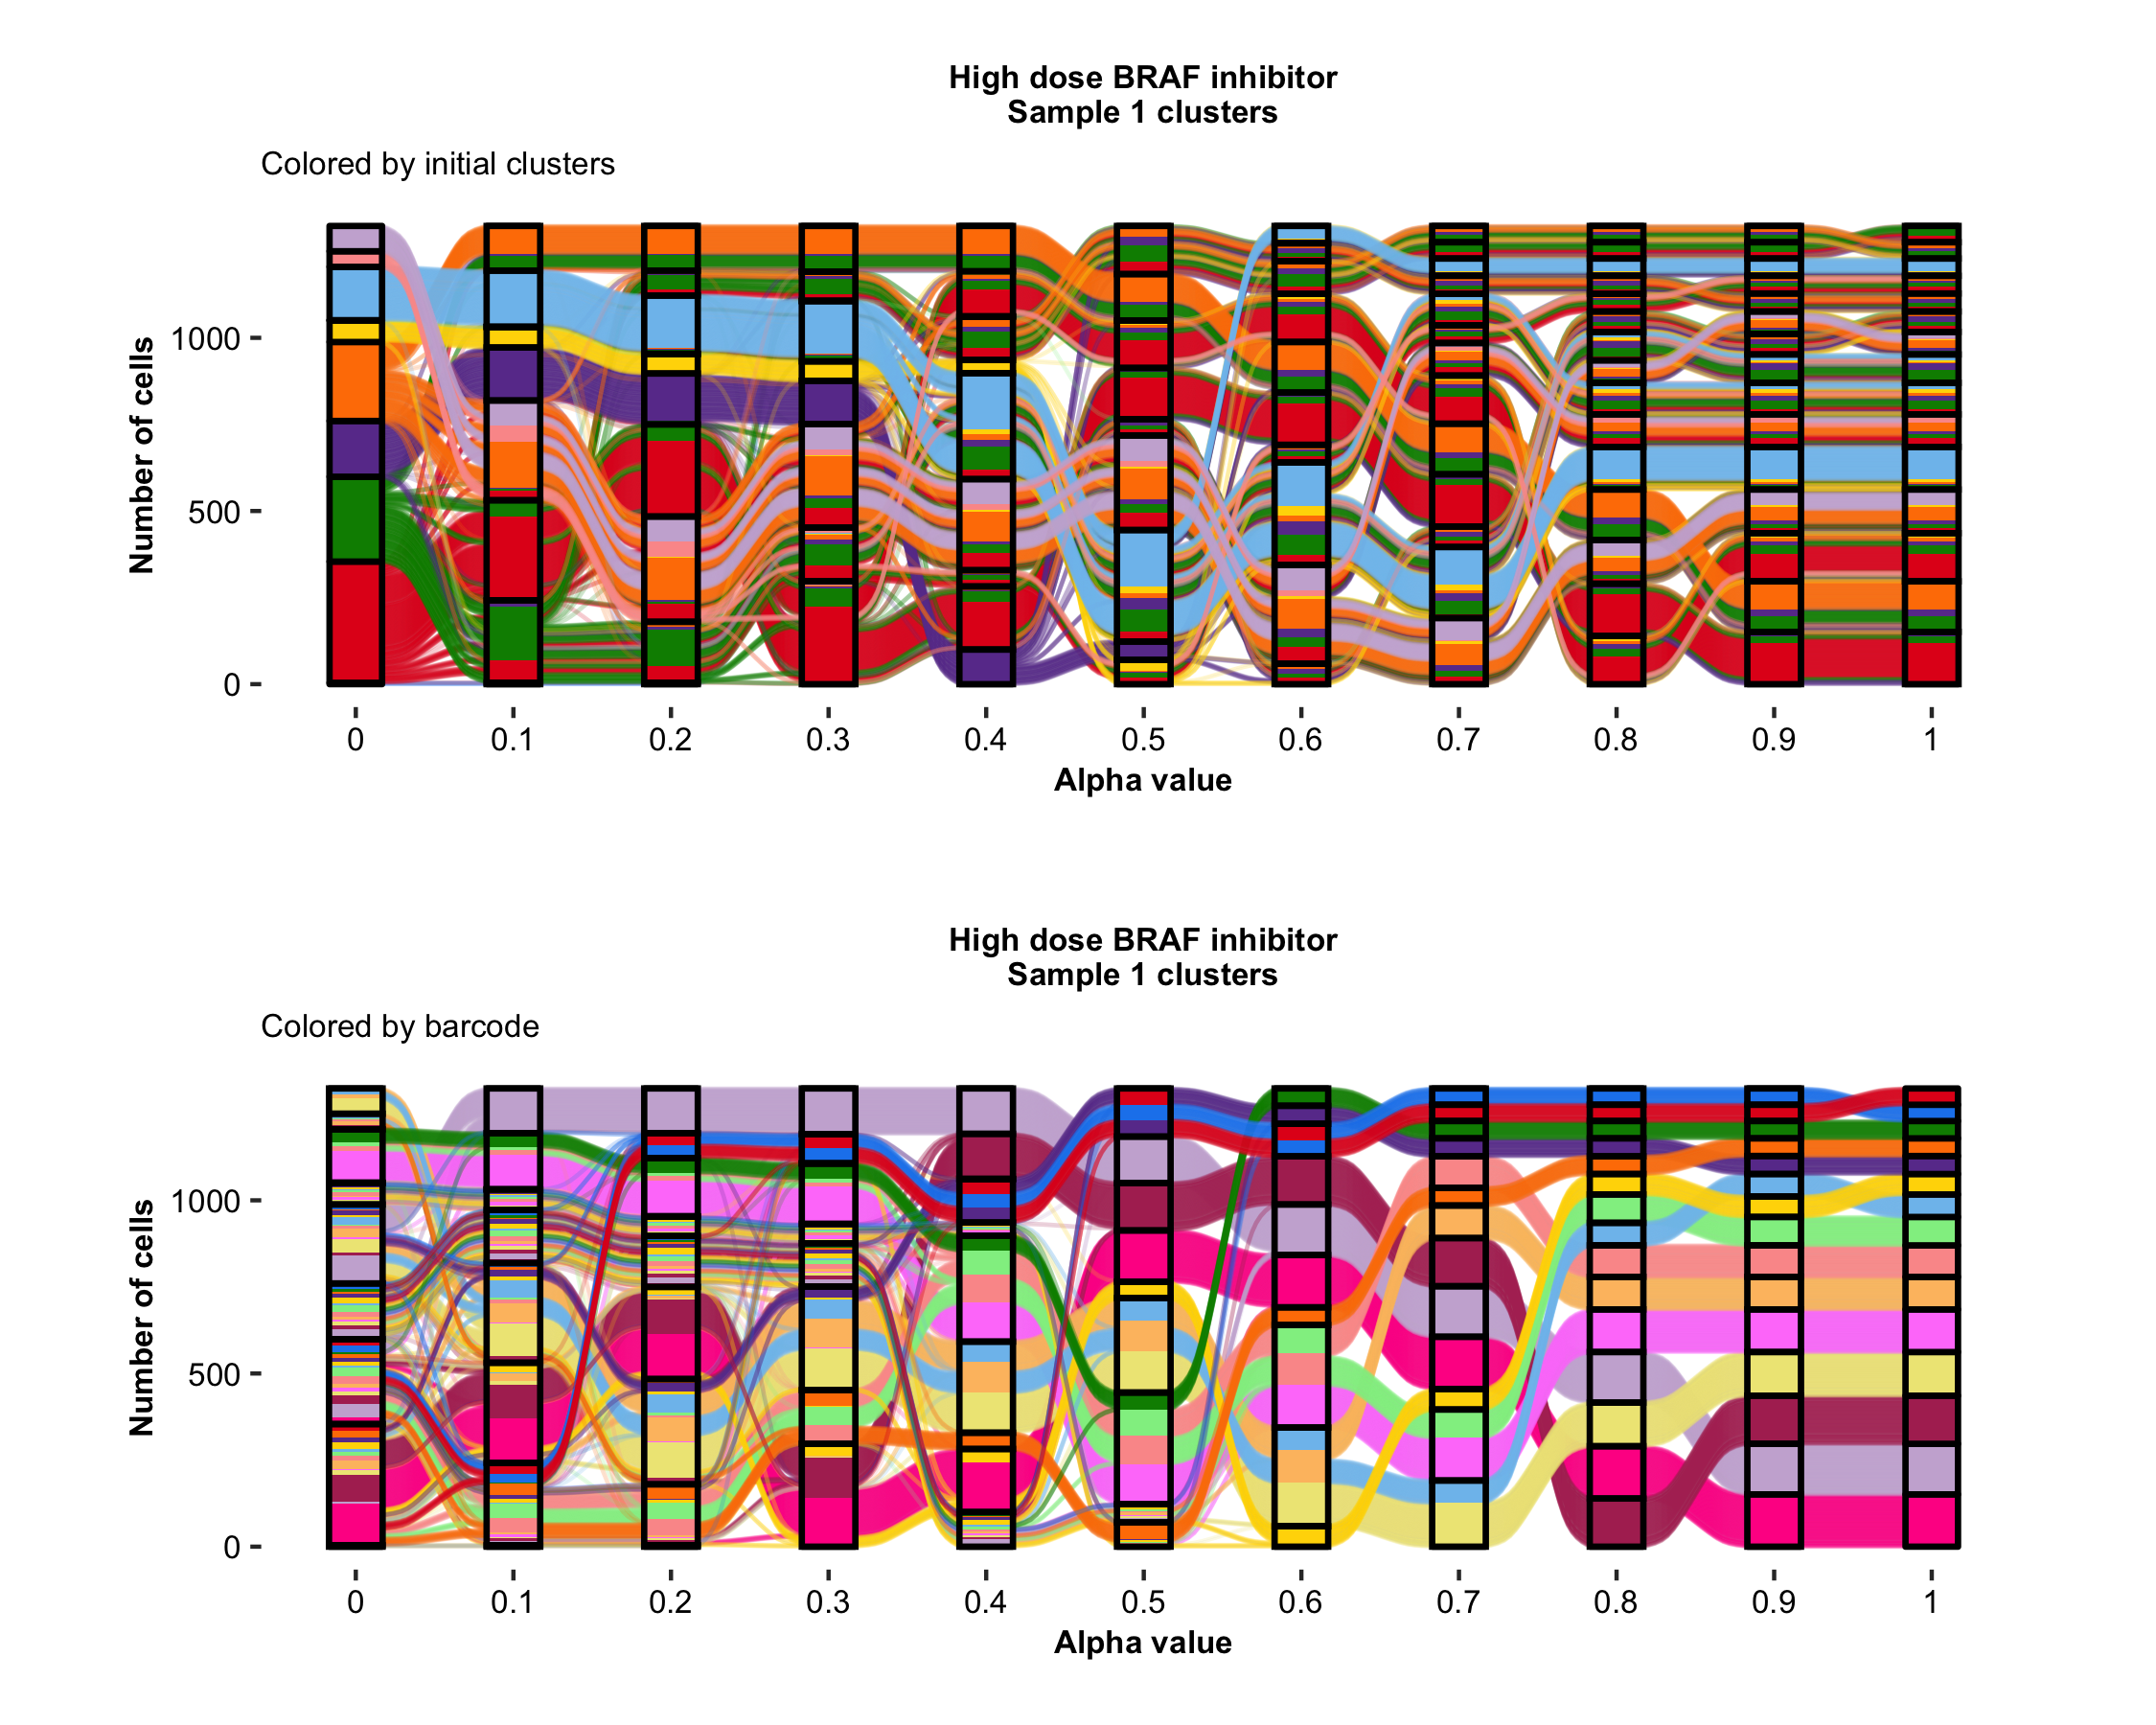 High dose BRAF inhibitor
Sample 1 clusters
Colored by initial clusters
Number of cells
1000
500
0
0 0.1 0.2 0.3 0.4 0.5 0.6 0.7 0.8 0.9 1
Alpha value
High dose BRAF inhibitor
Sample 1 clusters
Colored by barcode
Number of cells
1000
500
0
0 0.1 0.2 0.3 0.4 0.5 0.6 0.7 0.8 0.9 1
Alpha value